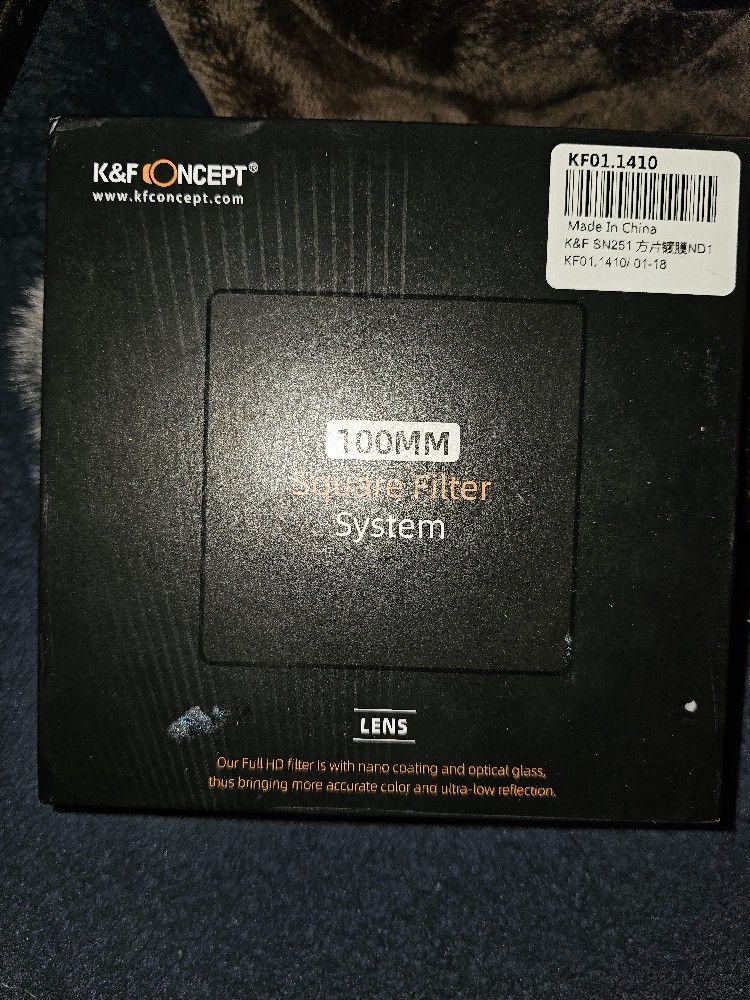 K&F CONCEPT®
www.kfconcept.com
KF01.1410
Made In China
K&F SN251 方片镀膜ND1
KF01.1410/ 01-18
100MM
Square Filter
System
LENS
Our Full HD filter is with nano coating and optical glass,
thus bringing more accurate color and ultra-low reflection.